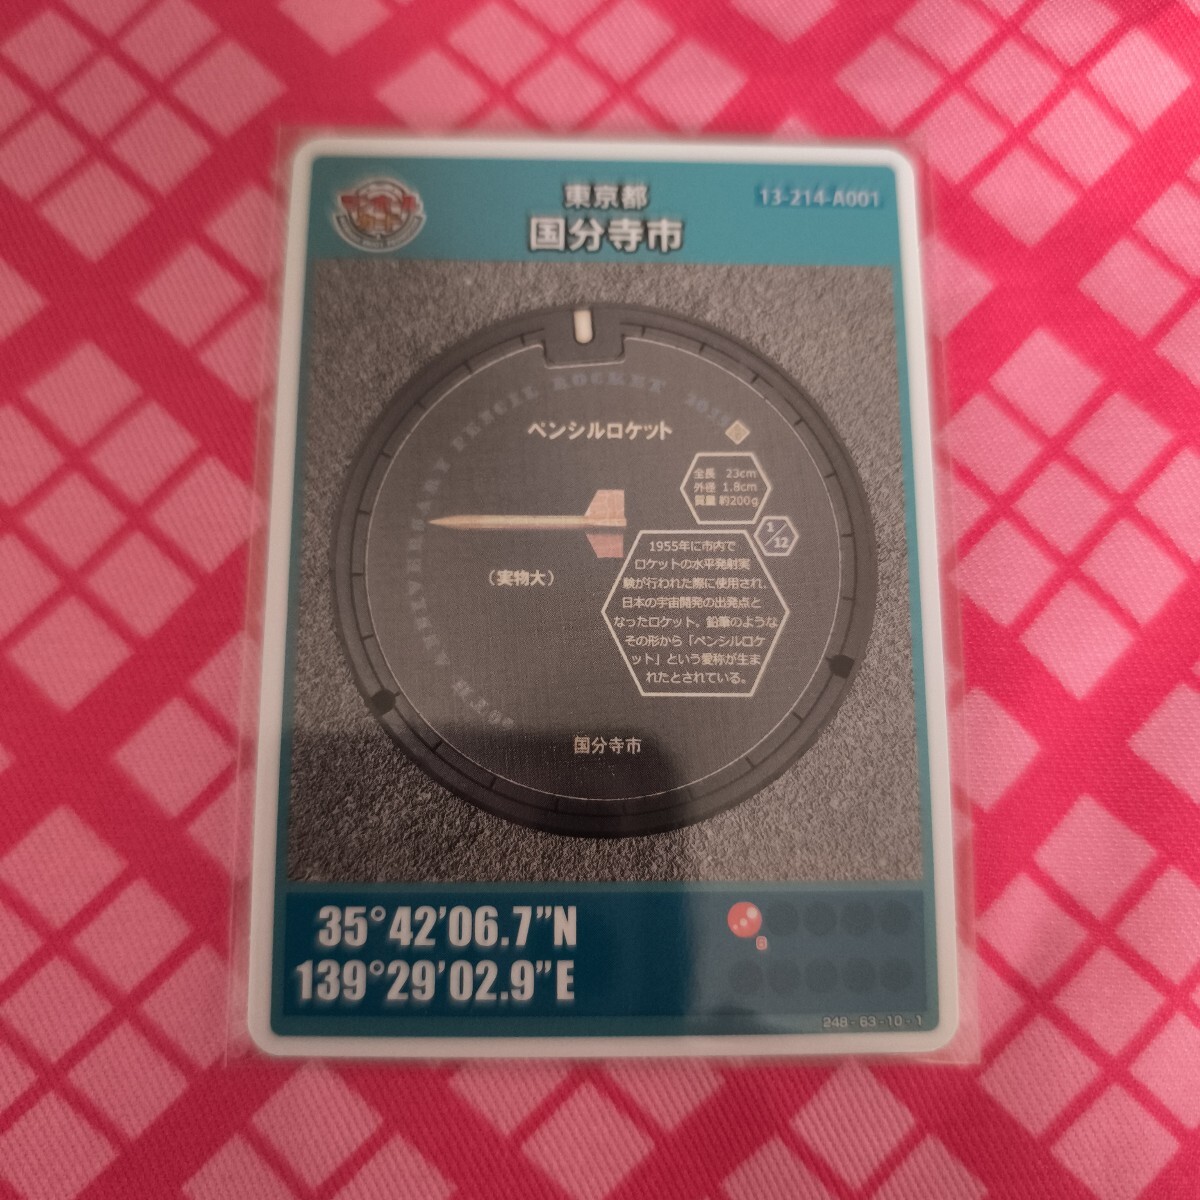 東京都
国分寺市
13-214-A001
ANNIVERSARY PENCIL ROCKET
ペンシルロケット
全長 23cm
外径 1.8cm
質量 約200g
1/12
1955年に市内で
ロケットの水平発射実
験が行われた際に使用され、
日本の宇宙開発の出発点と
なったロケット。鉛筆のような
その形から「ペンシルロケ
ット」という愛称が生ま
れたとされている。
(実物大)
国分寺市
35°42'06.7"N
139°29'02.9"E
248-63-10-1